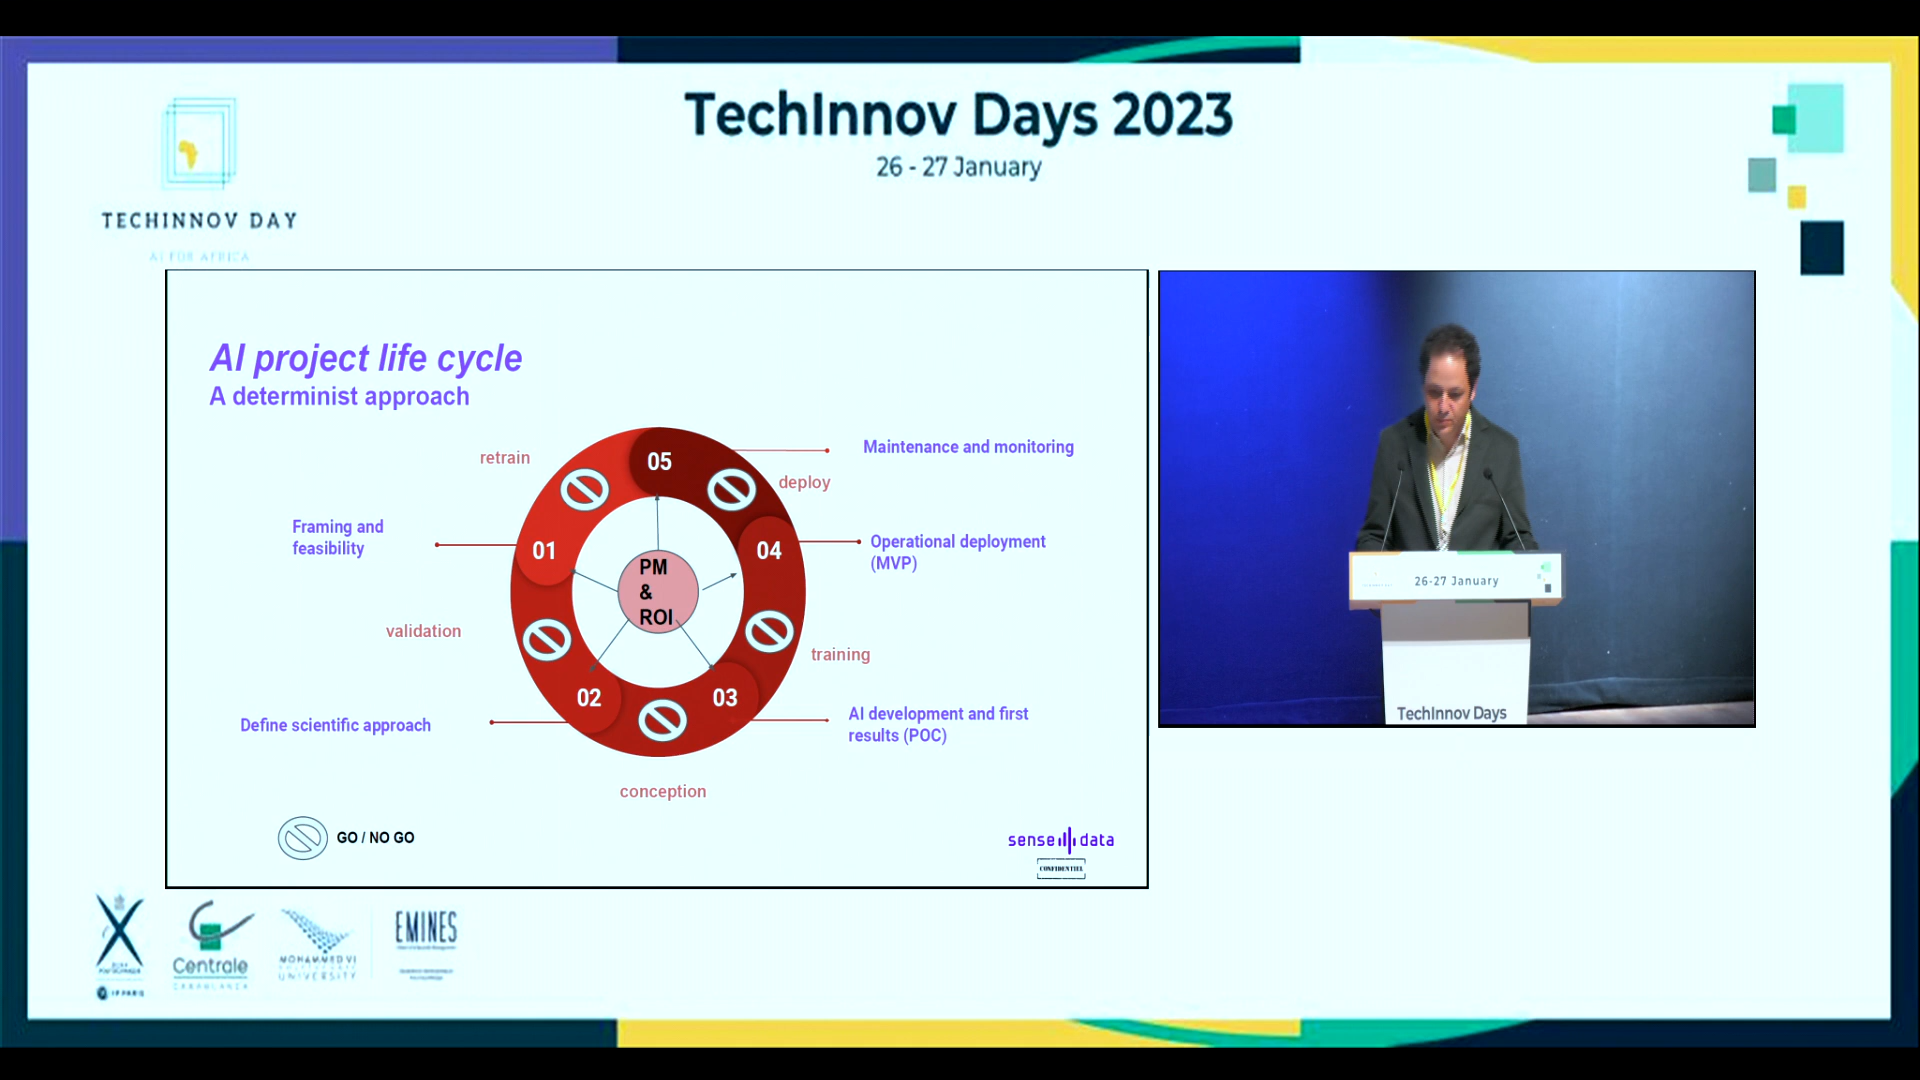 TechInnov Days 2023
26 - 27 January
TECHINNOV DAY
AI FOR AFRICA
AI project life cycle
A determinist approach
retrain
05
Maintenance and monitoring
deploy
Framing and
feasibility
01
04
Operational deployment
(MVP)
PM
&
ROI
validation
training
02
03
Define scientific approach
AI development and first
results (POC)
conception
GO / NO GO
sense data
CONFIDENTIEL
26-27 January
TechInnov Days
Centrale
CASABLANCA
MOHAMMED VI
POLYTECHNIC
UNIVERSITY
EMINES